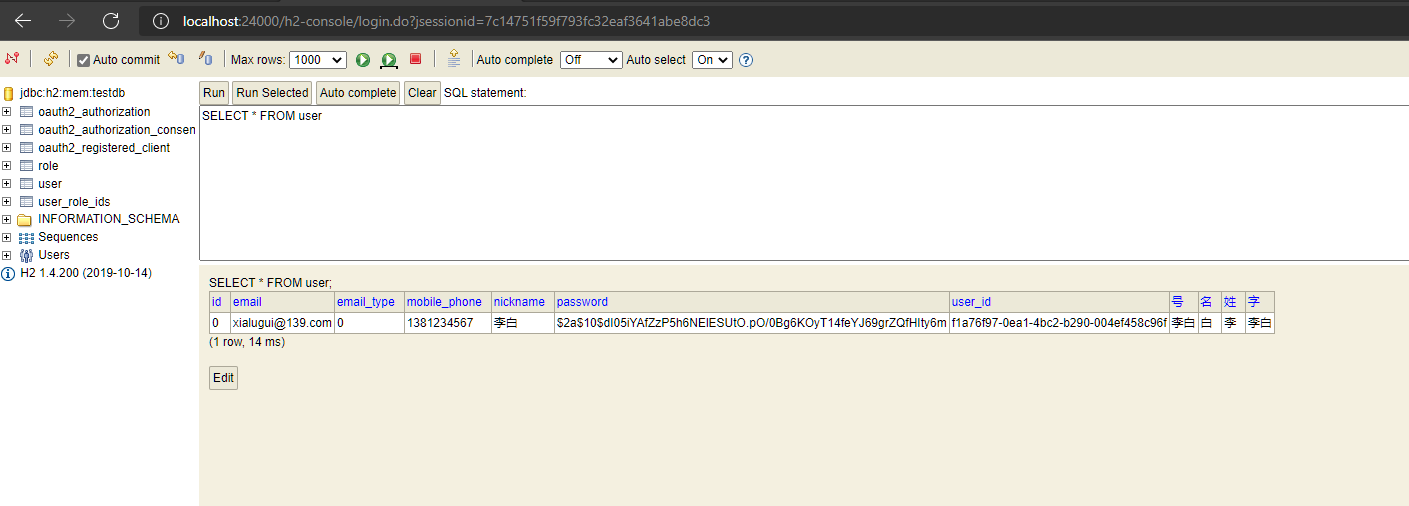 localhost:24000/h2-console/login.do?jsessionid=7c14751f59f793fc32eaf3641abe8dc3
Auto commit Max rows: 1000 Auto complete Off Auto select On
jdbc:h2:mem:testdb
oauth2_authorization
oauth2_authorization_consen
oauth2_registered_client
role
user
user_role_ids
INFORMATION_SCHEMA
Sequences
Users
H2 1.4.200 (2019-10-14)
Run Run Selected Auto complete Clear SQL statement:
SELECT * FROM user
SELECT * FROM user;
id email email_type mobile_phone nickname password user_id 号 名 姓 字
0 xialugui@139.com 0 1381234567 李白 $2a$10$dI05iYAfZzP5h6NEIESUtO.pO/0Bg6KOyT14feYJ69grZQfHIty6m f1a76f97-0ea1-4bc2-b290-004ef458c96f 李白 白 李 李白
(1 row, 14 ms)
Edit